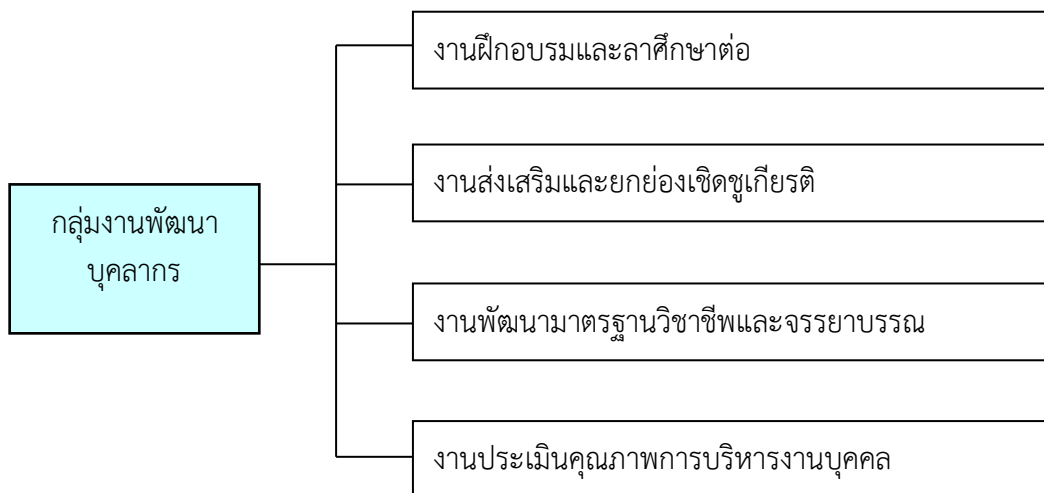 งานฝึกอบรมและลาศึกษาต่อ
งานส่งเสริมและยกย่องเชิดชูเกียรติ
กลุ่มงานพัฒนา
บุคลากร
งานพัฒนามาตรฐานวิชาชีพและจรรยาบรรณ
งานประเมินคุณภาพการบริหารงานบุคคล